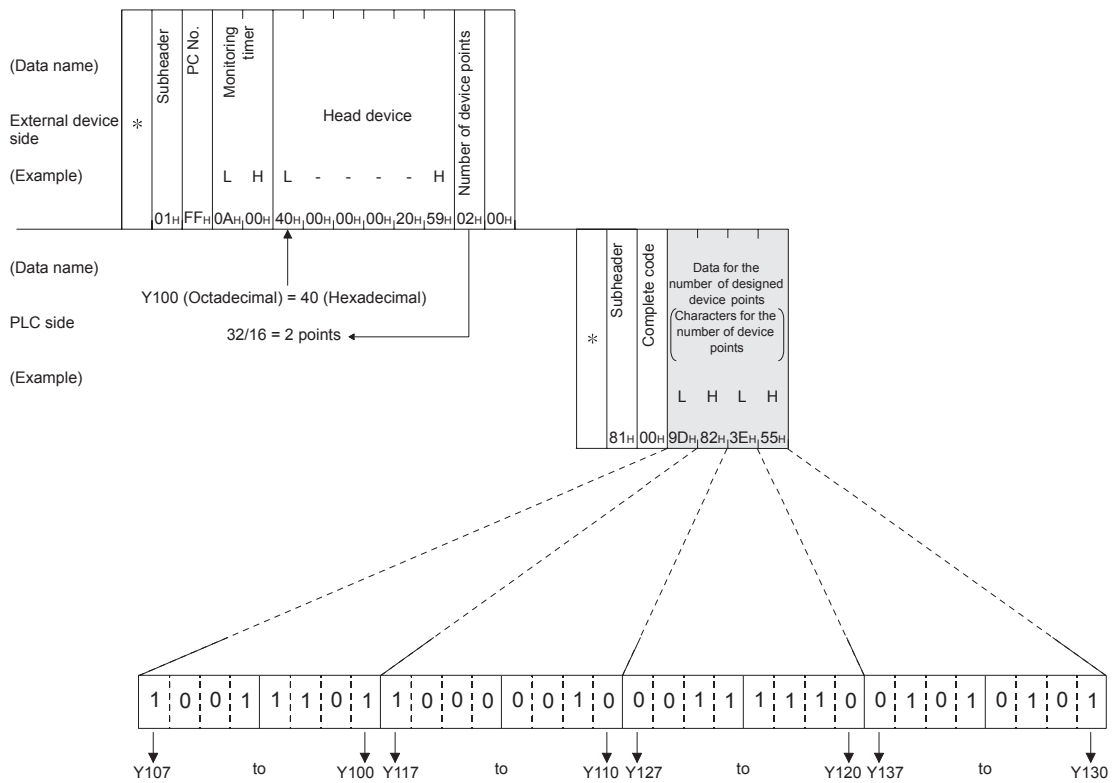 (Data name)
External device side
(Example)
*
Subheader
PC No.
Monitoring timer
Head device
Number of device points
L H L - - - - H
01H FFH 0AH 00H 40H 00H 00H 00H 20H 59H 02H 00H
(Data name)
PLC side
(Example)
Y100 (Octadecimal) = 40 (Hexadecimal)
32/16 = 2 points
*
Subheader
Complete code
Data for the
number of designed
device points
(Characters for the
number of device
points)
L H L H
81H 00H 9DH 82H 3EH 55H
1 0 0 1 1 1 0 1 1 0 0 0 0 0 1 0 0 0 1 1 1 1 1 0 0 1 0 1 0 1 0 1
Y107 to Y100 Y117 to Y110 Y127 to Y120 Y137 to Y130